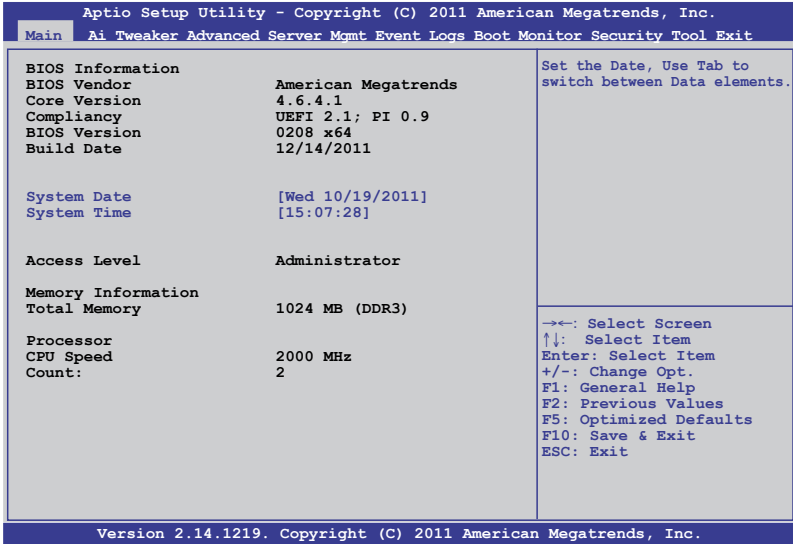 Aptio Setup Utility - Copyright (C) 2011 American Megatrends, Inc.
Main Ai Tweaker Advanced Server Mgmt Event Logs Boot Monitor Security Tool Exit
BIOS Information
BIOS Vendor American Megatrends
Core Version 4.6.4.1
Compliancy UEFI 2.1; PI 0.9
BIOS Version 0208 x64
Build Date 12/14/2011
System Date [Wed 10/19/2011]
System Time [15:07:28]
Access Level Administrator
Memory Information
Total Memory 1024 MB (DDR3)
Processor
CPU Speed 2000 MHz
Count: 2
Set the Date, Use Tab to
switch between Data elements.
→←: Select Screen
↑↓: Select Item
Enter: Select Item
+/-: Change Opt.
F1: General Help
F2: Previous Values
F5: Optimized Defaults
F10: Save & Exit
ESC: Exit
Version 2.14.1219. Copyright (C) 2011 American Megatrends, Inc.